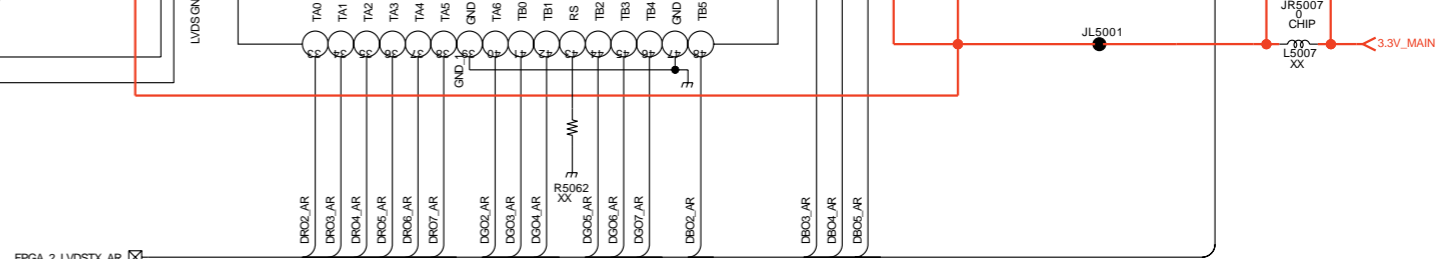 LVDS GN
TA0
TA1
TA2
TA3
TA4
TA5
GND
TA6
TB0
TB1
RS
TB2
TB3
TB4
GND
TB5
33
34
35
36
37
38
39
40
41
42
43
44
45
46
47
48
GND_1
JR5007
0
CHIP
JL5001
L5007
XX
3.3V_MAIN
R5062
XX
DRO2_AR
DRO3_AR
DRO4_AR
DRO5_AR
DRO6_AR
DRO7_AR
DGO2_AR
DGO3_AR
DGO4_AR
DGO5_AR
DGO6_AR
DGO7_AR
DBO2_AR
DBO3_AR
DBO4_AR
DBO5_AR
FPGA_2_LVDSTX_AR